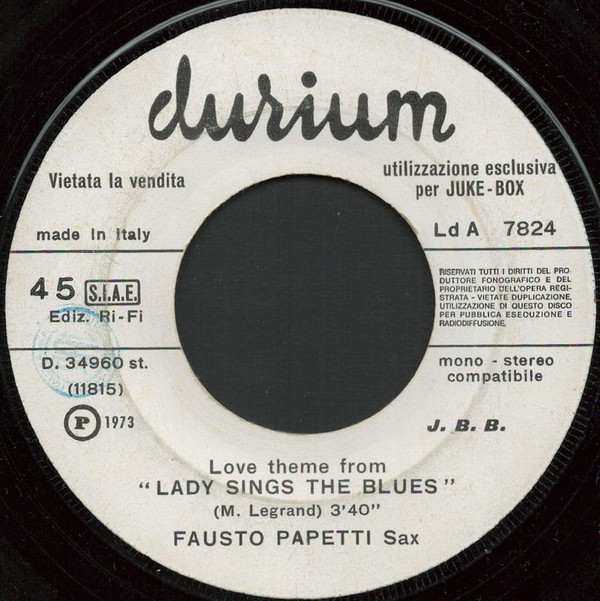 durium
Vietata la vendita
utilizzazione esclusiva
per JUKE-BOX
made in Italy
Ld A 7824
45 S.I.A.E.
Ediz. Ri-Fi
RISERVATI TUTTI I DIRITTI DEL PRO-
DUTTORE FONOGRAFICO E DEL
PROPRIETARIO DELL'OPERA REGI-
STRATA - VIETATE DUPLICAZIONE,
UTILIZZAZIONE DI QUESTO DISCO
PER PUBBLICA ESECUZIONE E
RADIODIFFUSIONE.
D. 34960 st.
(11815)
mono - stereo
compatibile
P 1973
J. B. B.
Love theme from
"LADY SINGS THE BLUES"
(M. Legrand) 3'40"
FAUSTO PAPETTI Sax